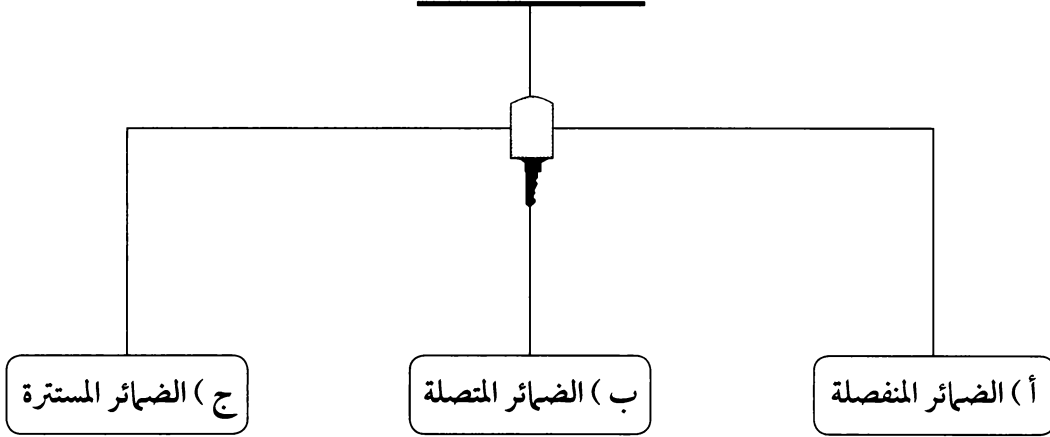 أ ) الضمائر المنفصلة
ب ) الضمائر المتصلة
ج ) الضمائر المستترة